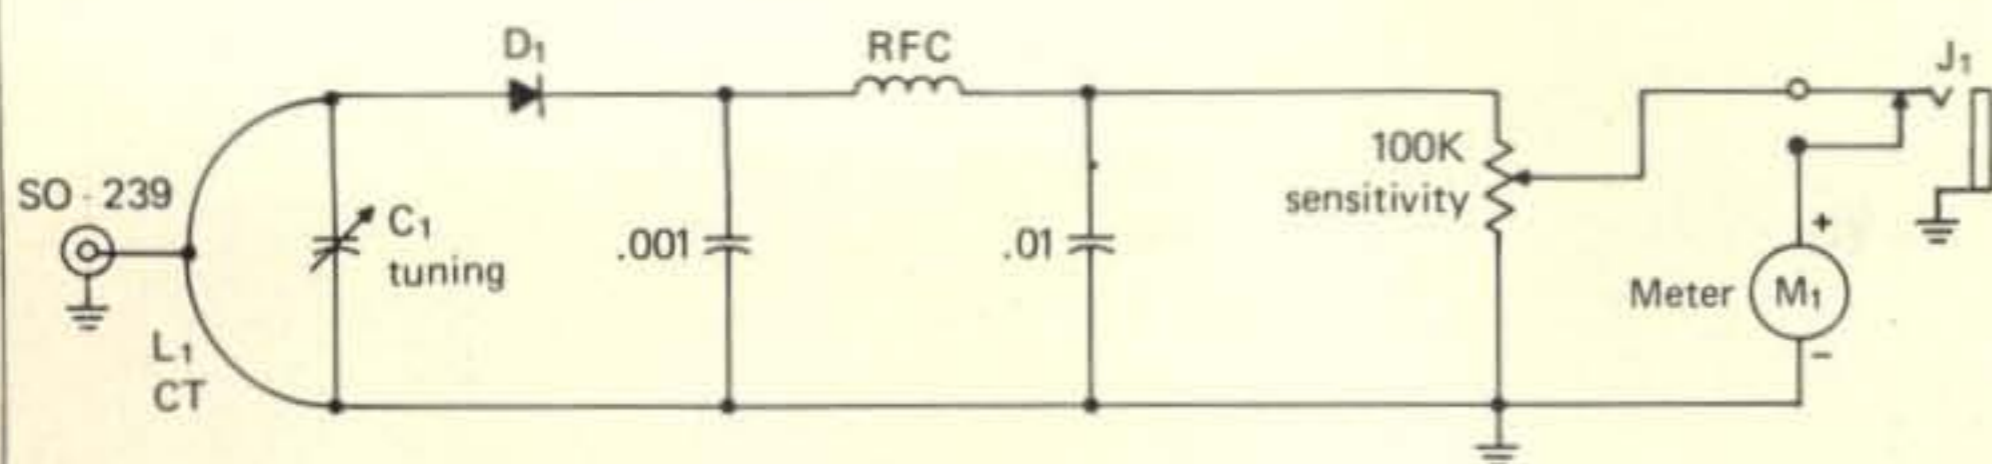 D1
RFC
J1
SO-239
C1
tuning
.001
.01
100K
sensitivity
+
Meter
M1
-
L1
CT